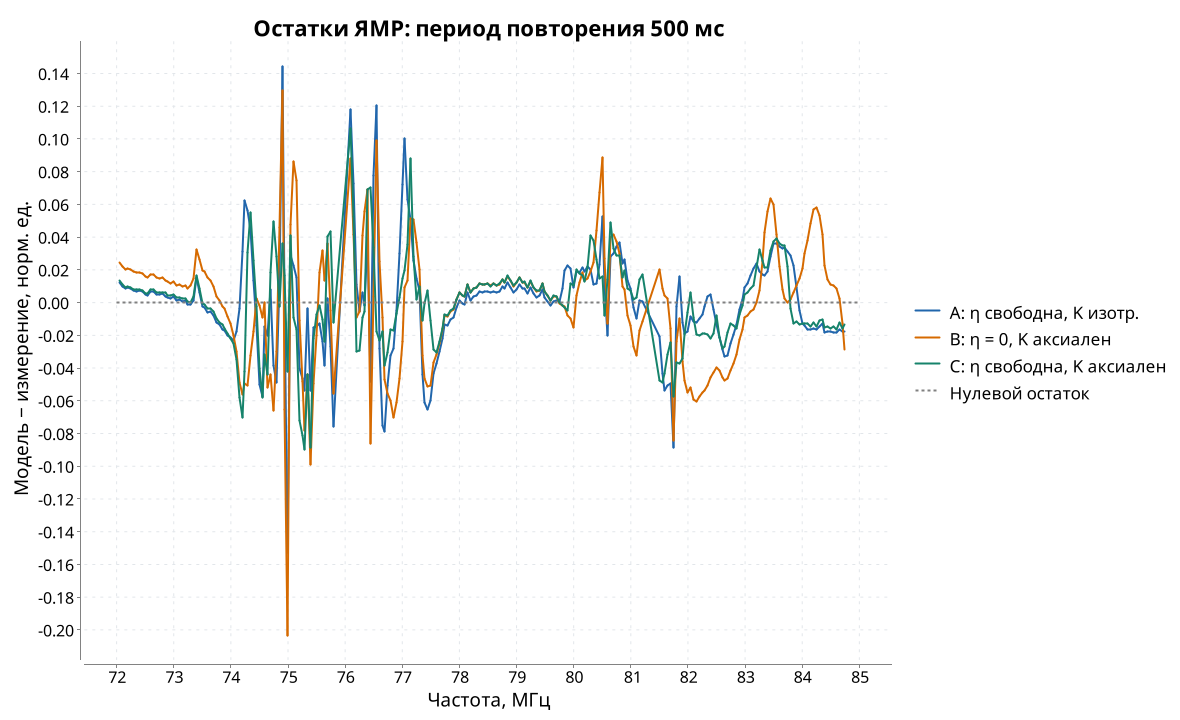 Остатки ЯМР: период повторения 500 мс
Модель − измерение, норм. ед.
0.14
0.12
0.10
0.08
0.06
0.04
0.02
0.00
-0.02
-0.04
-0.06
-0.08
-0.10
-0.12
-0.14
-0.16
-0.18
-0.20
72 73 74 75 76 77 78 79 80 81 82 83 84 85
Частота, МГц
A: η свободна, K изотр.
B: η = 0, K аксиален
C: η свободна, K аксиален
Нулевой остаток